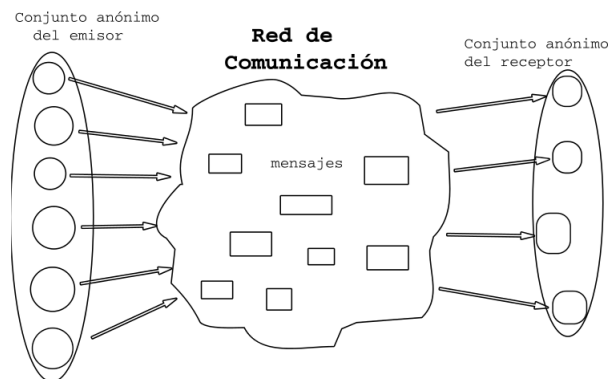 Conjunto anónimo
del emisor
Red de
Comunicación
Conjunto anónimo
del receptor
mensajes